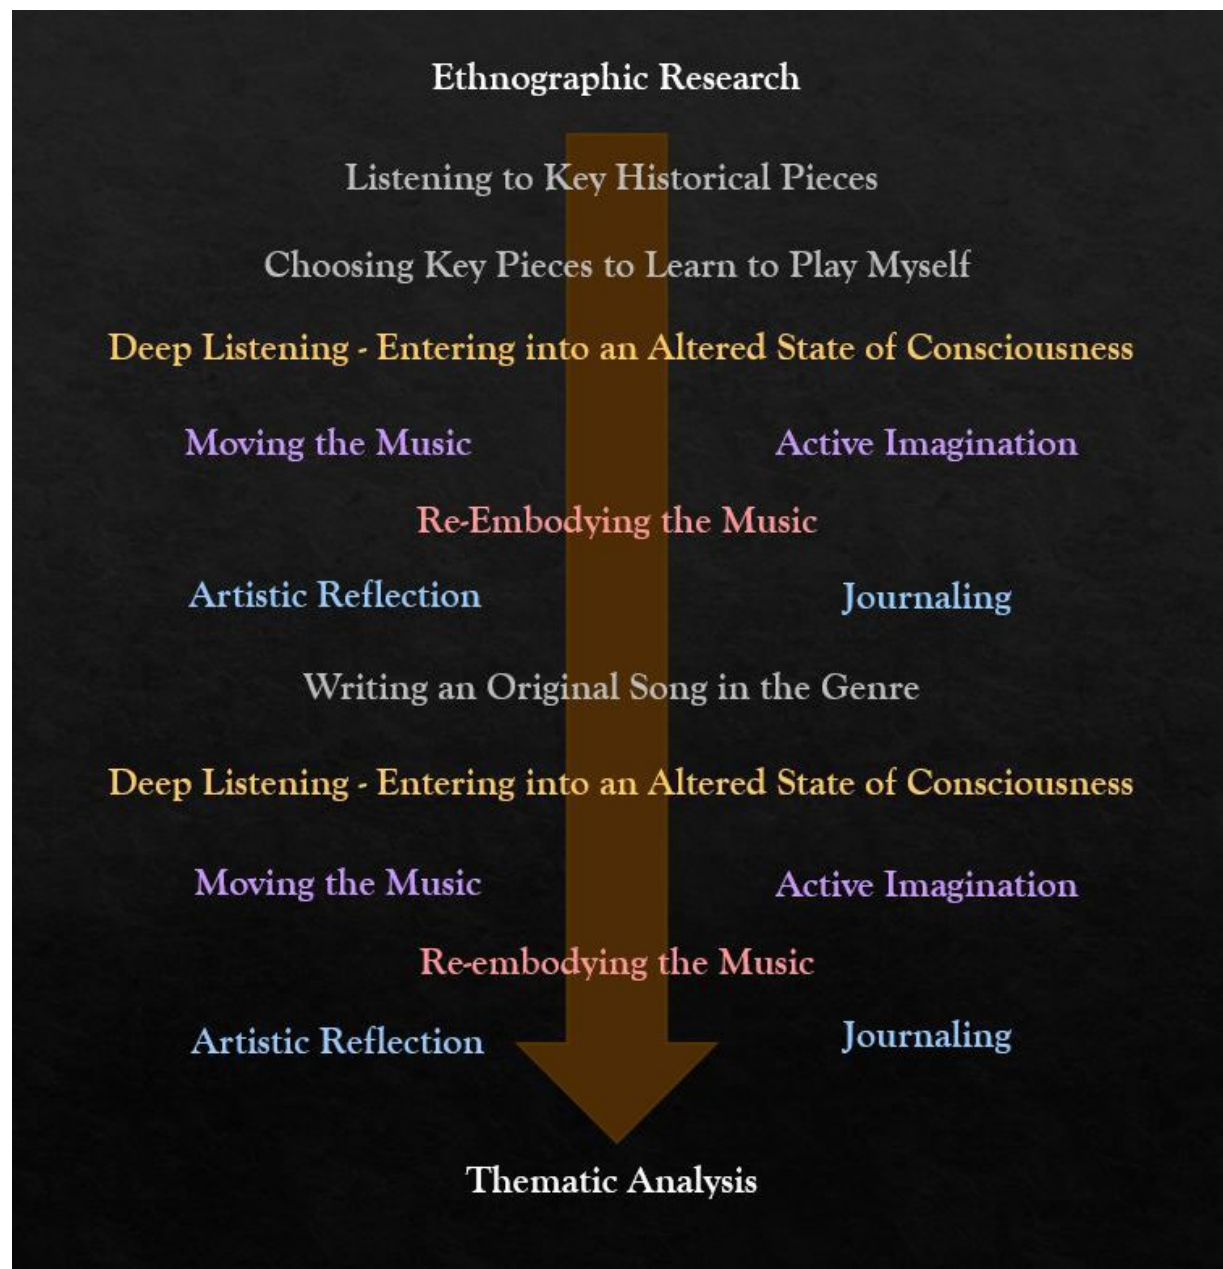 Ethnographic Research
Listening to Key Historical Pieces
Choosing Key Pieces to Learn to Play Myself
Deep Listening - Entering into an Altered State of Consciousness
Moving the Music
Active Imagination
Re-Embodying the Music
Artistic Reflection
Journaling
Writing an Original Song in the Genre
Deep Listening - Entering into an Altered State of Consciousness
Moving the Music
Active Imagination
Re-embodying the Music
Artistic Reflection
Journaling
Thematic Analysis